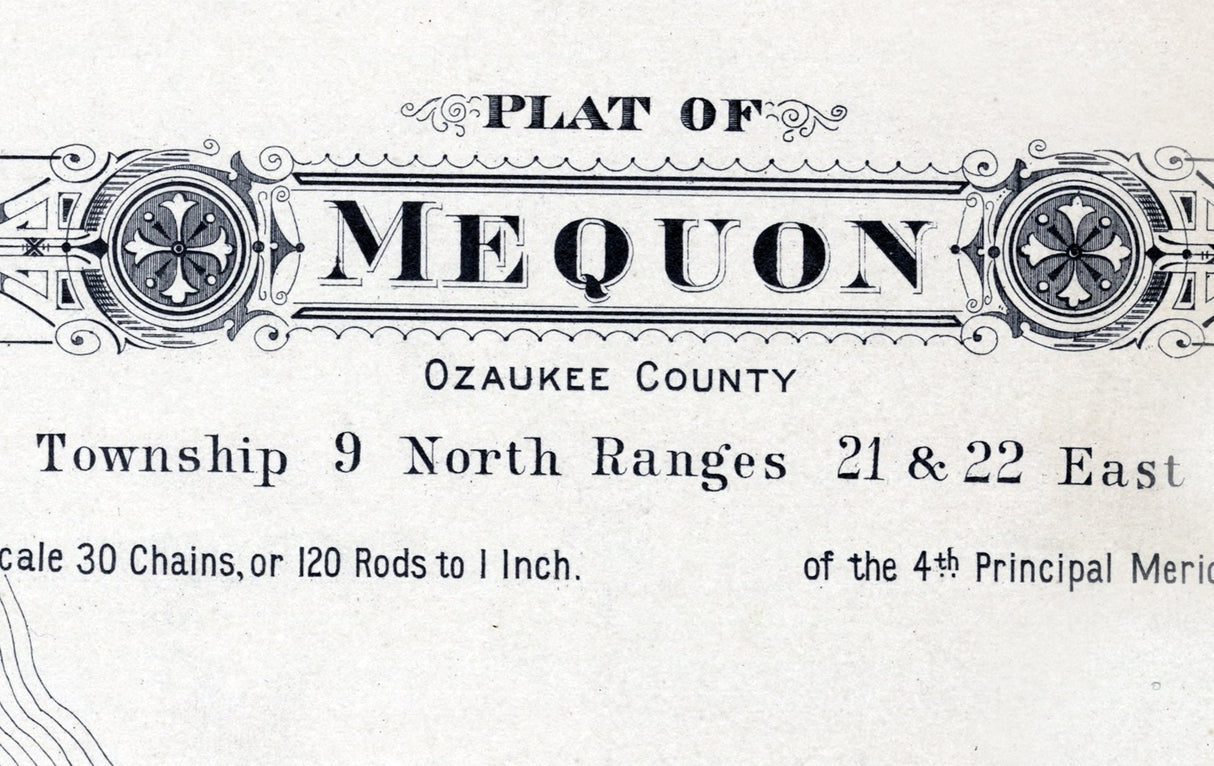 PLAT OF
MEQUON
OZAUKEE COUNTY
Township 9 North Ranges 21 & 22 East
cale 30 Chains, or 120 Rods to 1 Inch.
of the 4th Principal Meric